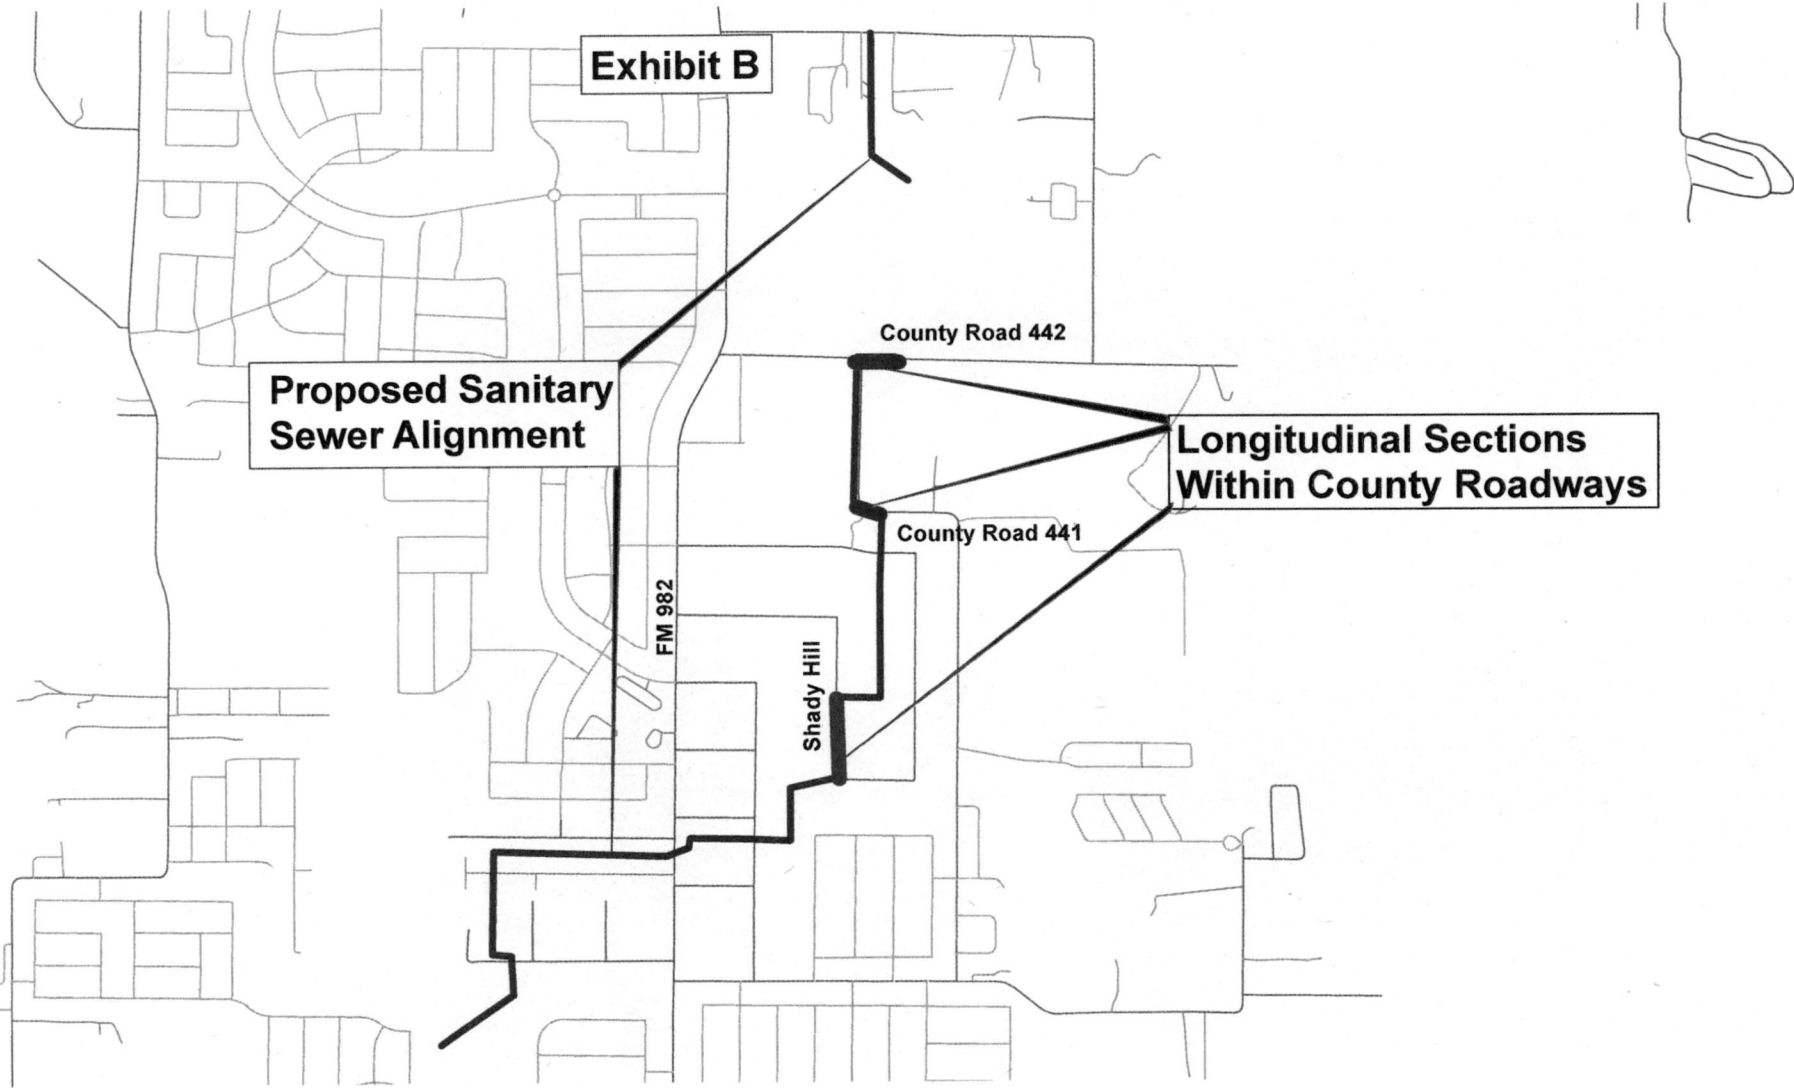 Exhibit B
County Road 442
Proposed Sanitary
Sewer Alignment
Longitudinal Sections
Within County Roadways
County Road 441
FM 982
Shady Hill